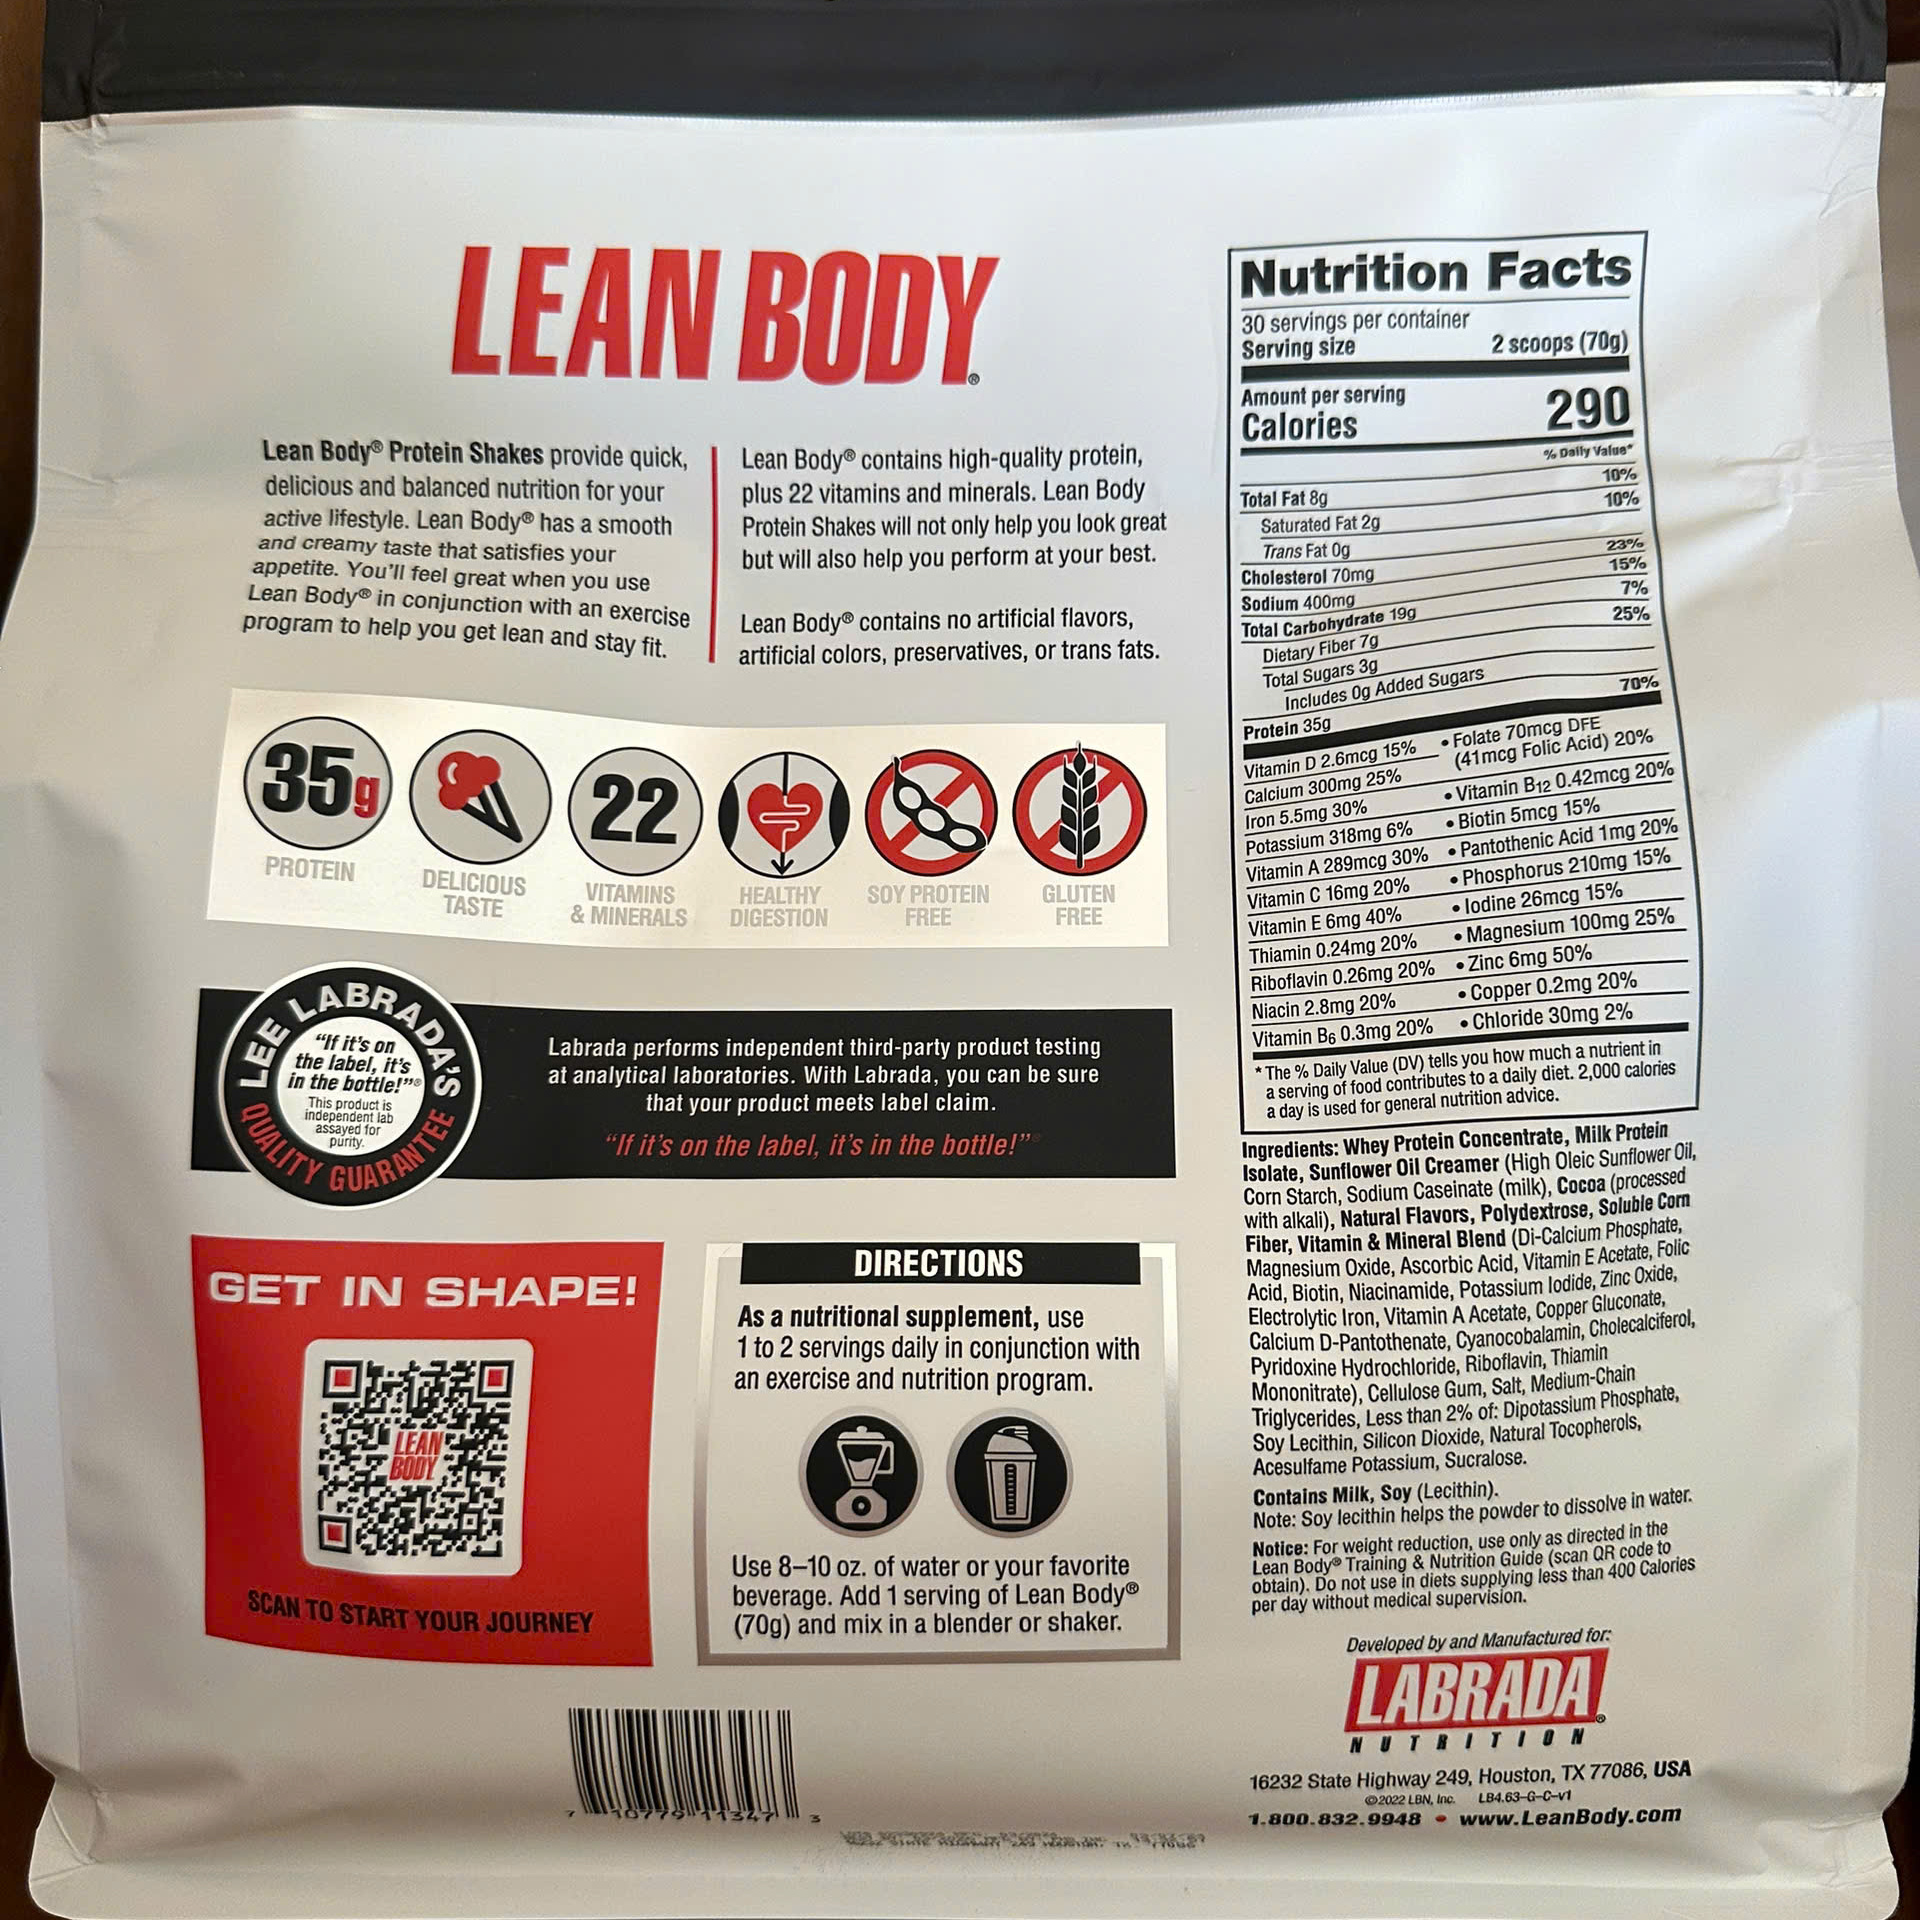 LEAN BODY®
Lean Body® Protein Shakes provide quick,
delicious and balanced nutrition for your
active lifestyle. Lean Body® has a smooth
and creamy taste that satisfies your
appetite. You'll feel great when you use
Lean Body® in conjunction with an exercise
program to help you get lean and stay fit.
Lean Body® contains high-quality protein,
plus 22 vitamins and minerals. Lean Body
Protein Shakes will not only help you look great
but will also help you perform at your best.
Lean Body® contains no artificial flavors,
artificial colors, preservatives, or trans fats.
35g
PROTEIN
DELICIOUS
TASTE
22
VITAMINS
& MINERALS
HEALTHY
DIGESTION
SOY PROTEIN
FREE
GLUTEN
FREE
LEE LABRADA'S
"If it's on
the label, it's
in the bottle!"®
This product is
independent lab
assayed for
purity.
QUALITY GUARANTEE
Labrada performs independent third-party product testing
at analytical laboratories. With Labrada, you can be sure
that your product meets label claim.
"If it's on the label, it's in the bottle!"®
GET IN SHAPE!
LEAN
BODY
SCAN TO START YOUR JOURNEY
DIRECTIONS
As a nutritional supplement, use
1 to 2 servings daily in conjunction with
an exercise and nutrition program.
Use 8–10 oz. of water or your favorite
beverage. Add 1 serving of Lean Body®
(70g) and mix in a blender or shaker.
7 10779 11347 3
Nutrition Facts
30 servings per container
Serving size 2 scoops (70g)
Amount per serving
Calories 290
% Daily Value*
Total Fat 8g 10%
Saturated Fat 2g 10%
Trans Fat 0g
Cholesterol 70mg 23%
Sodium 400mg 15%
Total Carbohydrate 19g 7%
Dietary Fiber 7g 25%
Total Sugars 3g
Includes 0g Added Sugars
Protein 35g 70%
Vitamin D 2.6mcg 15% • Folate 70mcg DFE
Calcium 300mg 25% (41mcg Folic Acid) 20%
Iron 5.5mg 30% • Vitamin B12 0.42mcg 20%
Potassium 318mg 6% • Biotin 5mcg 15%
Vitamin A 289mcg 30% • Pantothenic Acid 1mg 20%
Vitamin C 16mg 20% • Phosphorus 210mg 15%
Vitamin E 6mg 40% • Iodine 26mcg 15%
Thiamin 0.24mg 20% • Magnesium 100mg 25%
Riboflavin 0.26mg 20% • Zinc 6mg 50%
Niacin 2.8mg 20% • Copper 0.2mg 20%
Vitamin B6 0.3mg 20% • Chloride 30mg 2%
* The % Daily Value (DV) tells you how much a nutrient in
a serving of food contributes to a daily diet. 2,000 calories
a day is used for general nutrition advice.
Ingredients: Whey Protein Concentrate, Milk Protein
Isolate, Sunflower Oil Creamer (High Oleic Sunflower Oil,
Corn Starch, Sodium Caseinate (milk), Cocoa (processed
with alkali), Natural Flavors, Polydextrose, Soluble Corn
Fiber, Vitamin & Mineral Blend (Di-Calcium Phosphate,
Magnesium Oxide, Ascorbic Acid, Vitamin E Acetate, Folic
Acid, Biotin, Niacinamide, Potassium Iodide, Zinc Oxide,
Electrolytic Iron, Vitamin A Acetate, Copper Gluconate,
Calcium D-Pantothenate, Cyanocobalamin, Cholecalciferol,
Pyridoxine Hydrochloride, Riboflavin, Thiamin
Mononitrate), Cellulose Gum, Salt, Medium-Chain
Triglycerides, Less than 2% of: Dipotassium Phosphate,
Soy Lecithin, Silicon Dioxide, Natural Tocopherols,
Acesulfame Potassium, Sucralose.
Contains Milk, Soy (Lecithin).
Note: Soy lecithin helps the powder to dissolve in water.
Notice: For weight reduction, use only as directed in the
Lean Body® Training & Nutrition Guide (scan QR code to
obtain). Do not use in diets supplying less than 400 Calories
per day without medical supervision.
Developed by and Manufactured for:
LABRADA®
NUTRITION
16232 State Highway 249, Houston, TX 77086, USA
©2022 LBN, Inc. LB4.63-G-C-v1
1.800.832.9948 • www.LeanBody.com